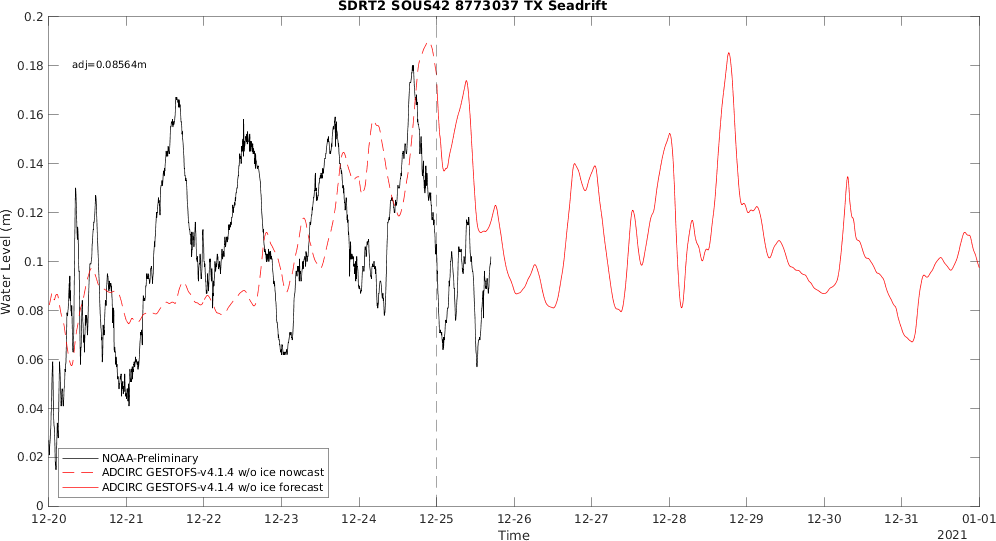 SDRT2 SOUS42 8773037 TX Seadrift
0.2
0.18
0.16
0.14
0.12
0.1
0.08
0.06
0.04
0.02
0
Water Level (m)
adj=0.08564m
NOAA-Preliminary
ADCIRC GESTOFS-v4.1.4 w/o ice nowcast
ADCIRC GESTOFS-v4.1.4 w/o ice forecast
12-20 12-21 12-22 12-23 12-24 12-25 12-26 12-27 12-28 12-29 12-30 12-31 01-01
Time
2021